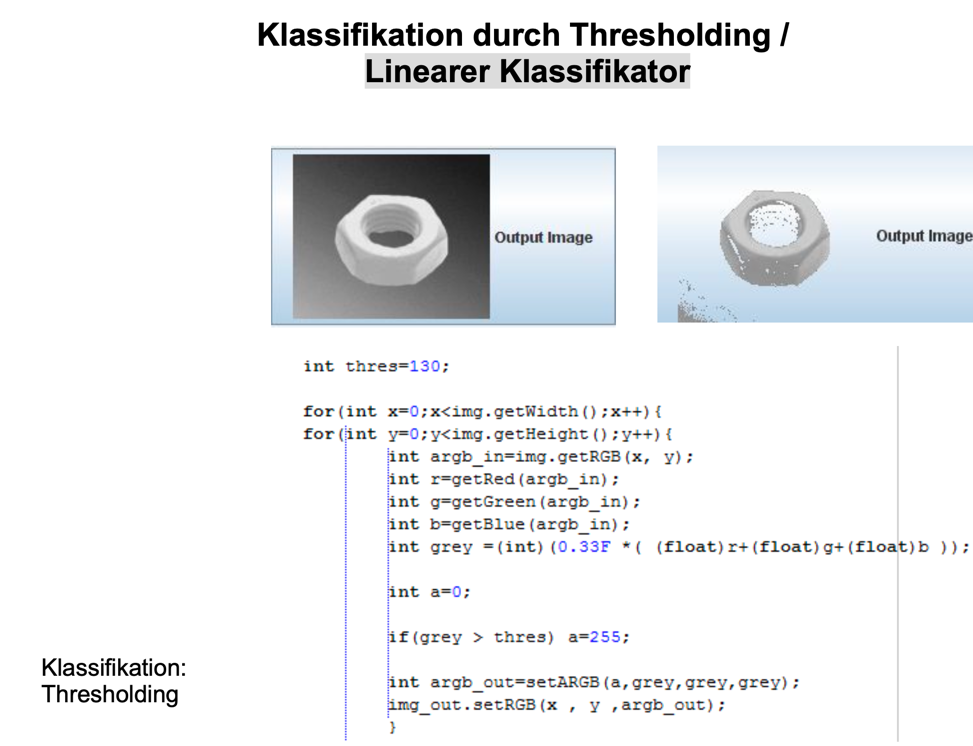 Klassifikation durch Thresholding /
Linearer Klassifikator
Output Image
Output Image
int thres=130;
for(int x=0;x<img.getWidth();x++){
for(int y=0;y<img.getHeight();y++){
int argb_in=img.getRGB(x, y);
int r=getRed(argb_in);
int g=getGreen(argb_in);
int b=getBlue(argb_in);
int grey =(int)(0.33F *( (float)r+(float)g+(float)b ));
int a=0;
if(grey > thres) a=255;
int argb_out=setARGB(a,grey,grey,grey);
img_out.setRGB(x , y ,argb_out);
}
Klassifikation:
Thresholding